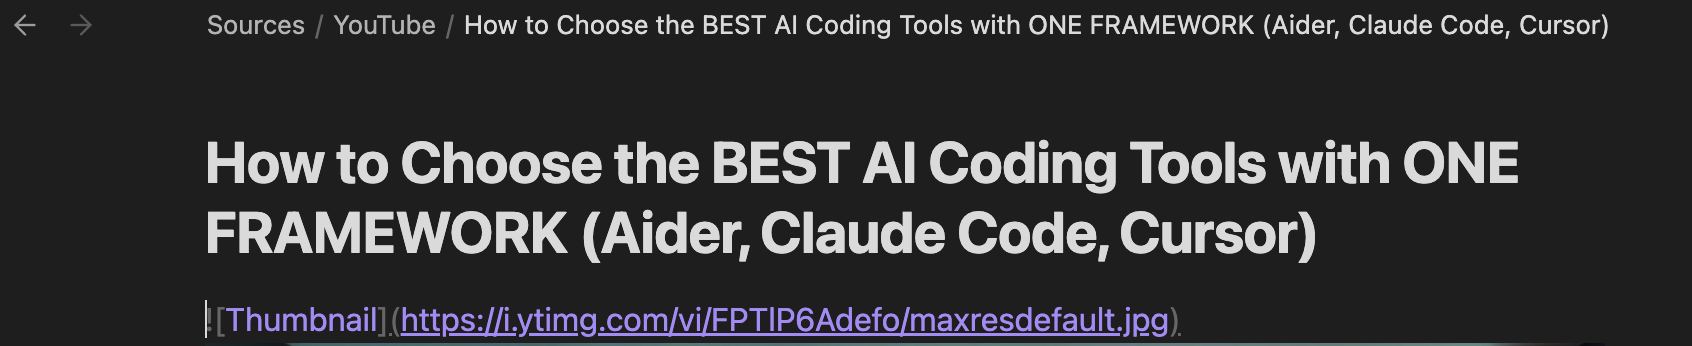 Sources / YouTube / How to Choose the BEST AI Coding Tools with ONE FRAMEWORK (Aider, Claude Code, Cursor)
How to Choose the BEST AI Coding Tools with ONE
FRAMEWORK (Aider, Claude Code, Cursor)
![Thumbnail](https://i.ytimg.com/vi/FPTlP6Adefo/maxresdefault.jpg)